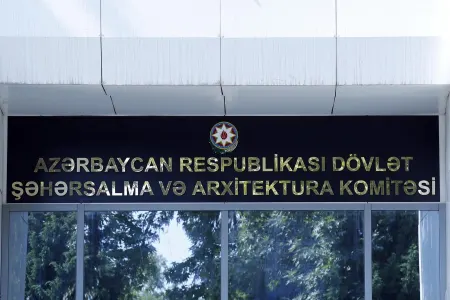 AZƏRBAYCAN RESPUBLİKASI DÖVLƏT
ŞƏHƏRSALMA VƏ ARXİTEKTURA KOMİTƏSİ